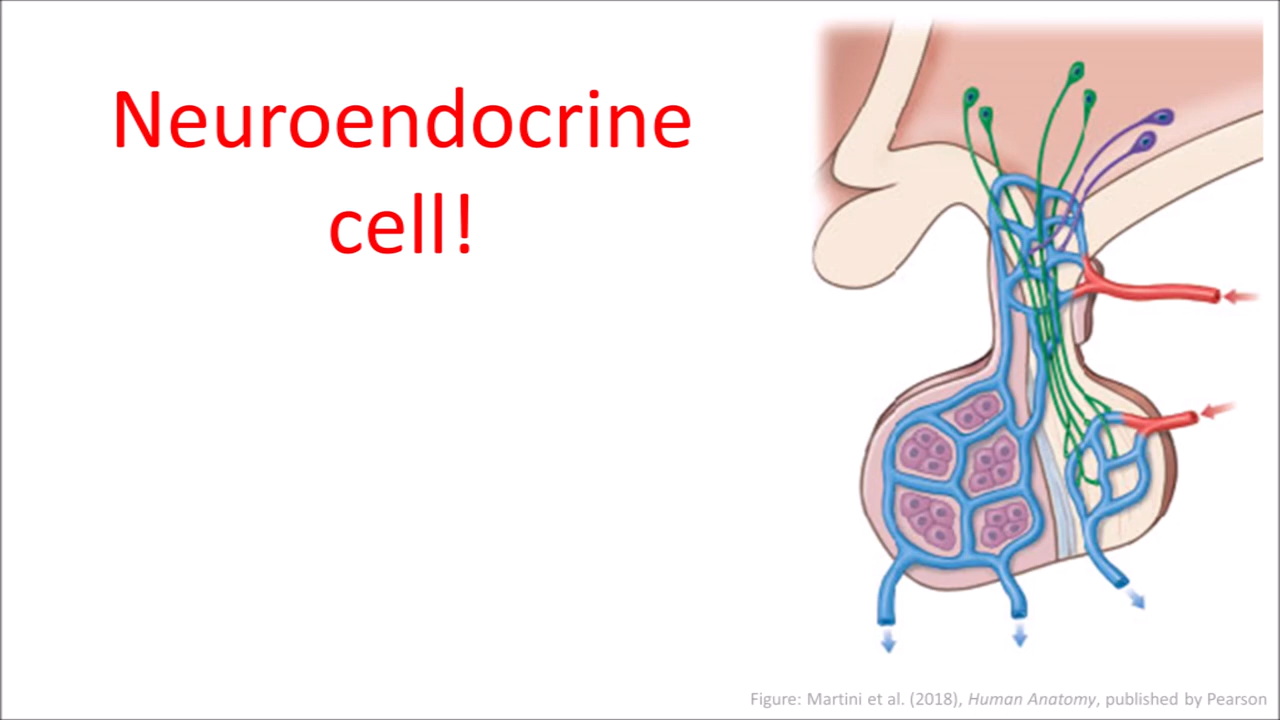 Neuroendocrine
cell!
Figure: Martini et al. (2018), Human Anatomy, published by Pearson